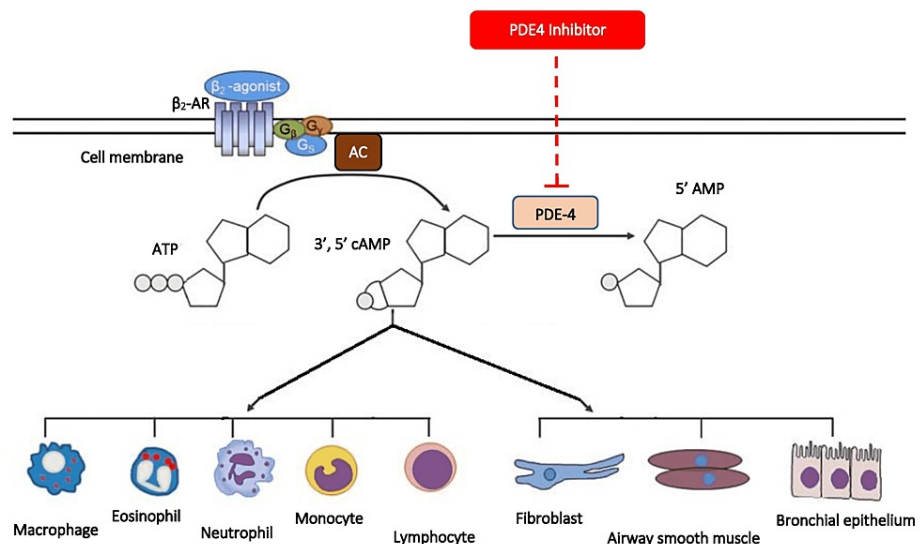 PDE4 Inhibitor
β₂-agonist
β₂-AR
Gβ
Gγ
Gs
AC
Cell membrane
5’ AMP
PDE-4
3’, 5’ cAMP
ATP
Macrophage
Eosinophil
Neutrophil
Monocyte
Lymphocyte
Fibroblast
Airway smooth muscle
Bronchial epithelium